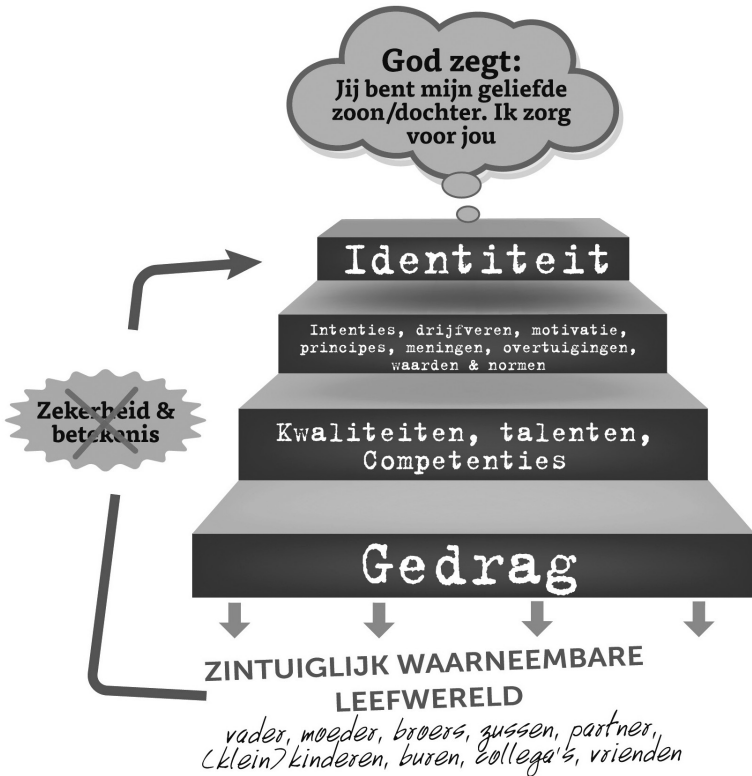 God zegt:
Jij bent mijn geliefde
zoon/dochter. Ik zorg
voor jou
Identiteit
Intenties, drijfveren, motivatie,
principes, meningen, overtuigingen,
waarden & normen
Zekerheid &
betekenis
Kwaliteiten, talenten,
Competenties
Gedrag
ZINTUIGLIJK WAARNEEMBARE
LEEFWERELD
vader, moeder, broers, zussen, partner,
(klein)kinderen, buren, collega's, vrienden